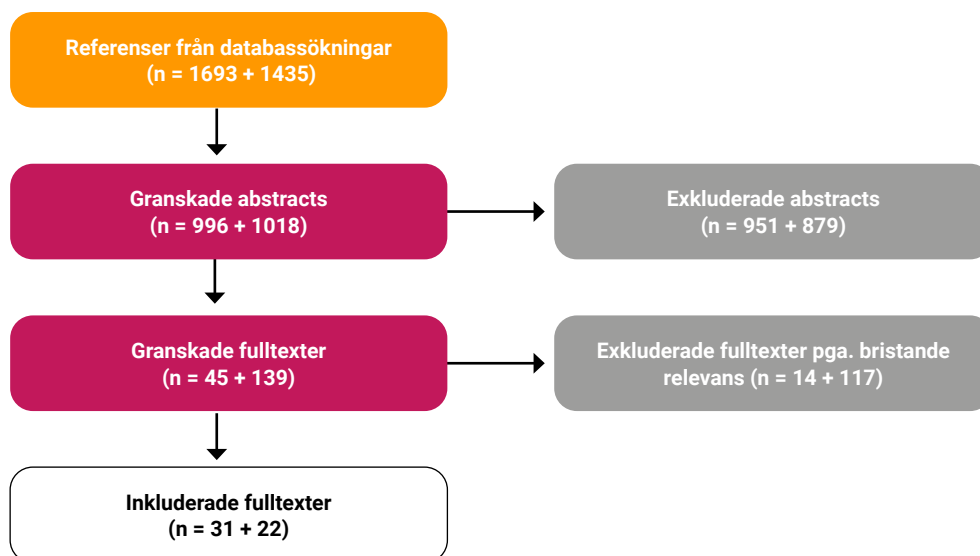 Referenser från databassökningar
(n = 1693 + 1435)
Granskade abstracts
(n = 996 + 1018)
Exkluderade abstracts
(n = 951 + 879)
Granskade fulltexter
(n = 45 + 139)
Exkluderade fulltexter pga. bristande
relevans (n = 14 + 117)
Inkluderade fulltexter
(n = 31 + 22)